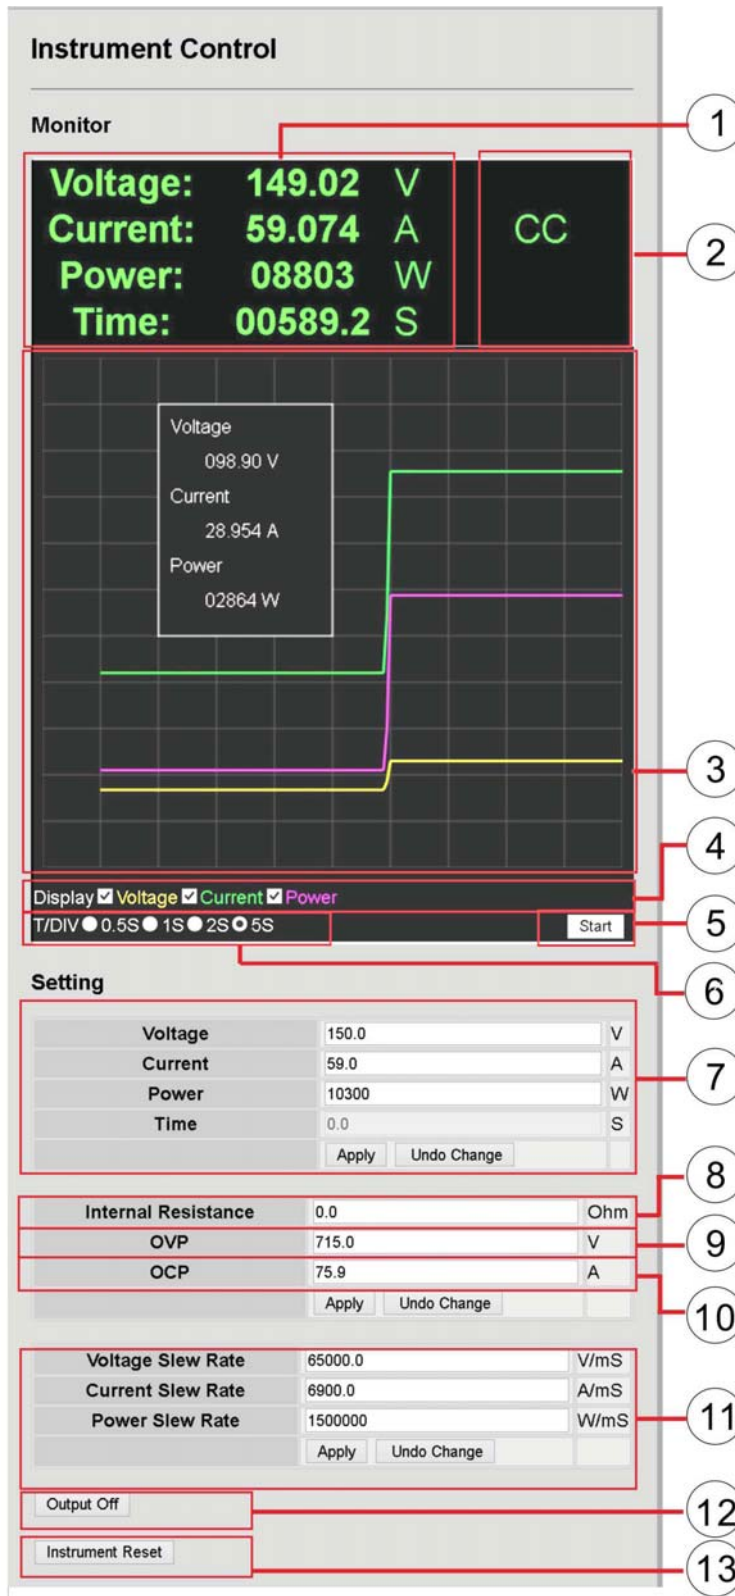 Instrument Control
Monitor
1
Voltage: 149.02 V
Current: 59.074 A
Power: 08803 W
Time: 00589.2 S
CC
2
Voltage
098.90 V
Current
28.954 A
Power
02864 W
3
4
Display Voltage Current Power
T/DIV 0.5S 1S 2S 5S Start
5
6
Setting
Voltage 150.0 V
Current 59.0 A
Power 10300 W
Time 0.0 S
Apply Undo Change
7
8
Internal Resistance 0.0 Ohm
OVP 715.0 V
9
OCP 75.9 A
Apply Undo Change
10
Voltage Slew Rate 65000.0 V/mS
Current Slew Rate 6900.0 A/mS
Power Slew Rate 1500000 W/mS
Apply Undo Change
11
Output Off
12
Instrument Reset
13